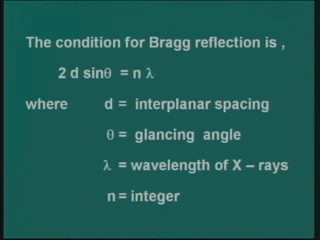 The condition for Bragg reflection is ,
2 d sinθ = n λ
where d = interplanar spacing
θ = glancing angle
λ = wavelength of X – rays
n = integer